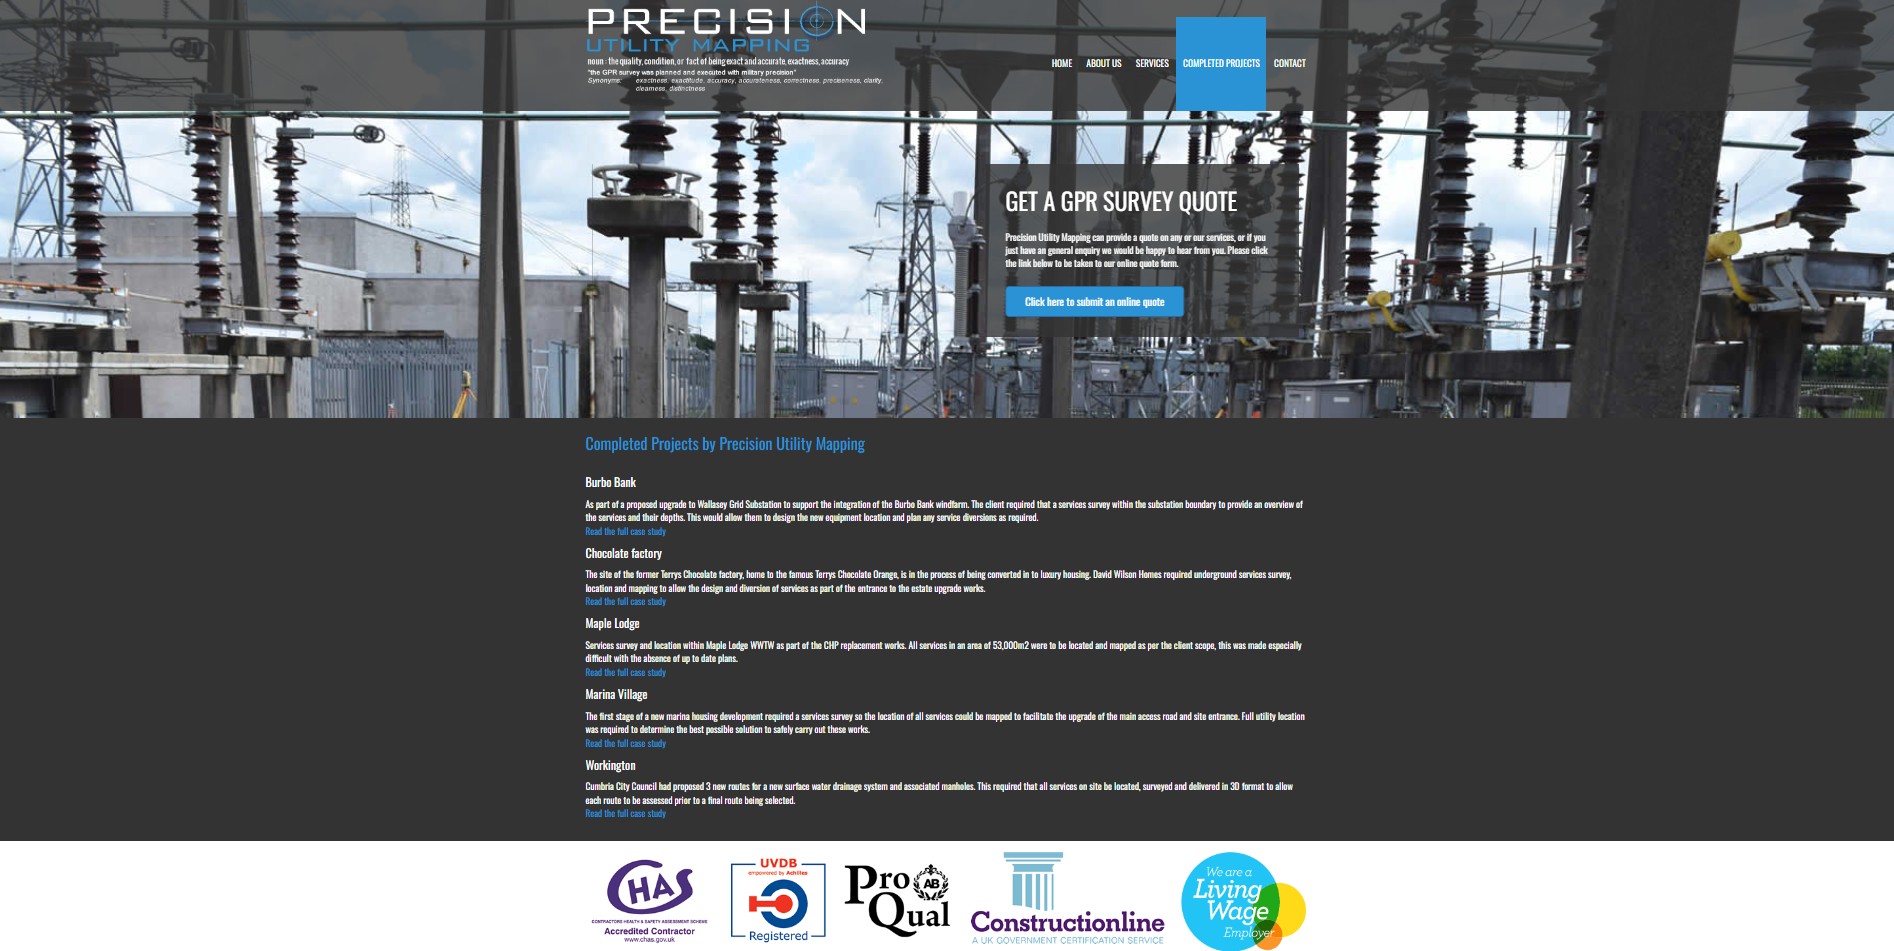 PRECISION
UTILITY MAPPING
noun : the quality, condition, or fact of being exact and accurate, exactness, accuracy
"the GPR survey was planned and executed with military precision"
Synonyms: exactness, exactitude, accuracy, accurateness, correctness, preciseness, clarity,
clearness, distinctness
HOME ABOUT US SERVICES COMPLETED PROJECTS CONTACT
GET A GPR SURVEY QUOTE
Precision Utility Mapping can provide a quote on any or our services, or if you
just have an general enquiry we would be happy to hear from you. Please click
the link below to be taken to our online quote form.
Click here to submit an online quote
Completed Projects by Precision Utility Mapping
Burbo Bank
As part of a proposed upgrade to Wallasey Grid Substation to support the integration of the Burbo Bank windfarm. The client required that a services survey within the substation boundary to provide an overview of
the services and their depths. This would allow them to design the new equipment location and plan any service diversions as required.
Read the full case study
Chocolate factory
The site of the former Terrys Chocolate factory, home to the famous Terrys Chocolate Orange, is in the process of being converted in to luxury housing. David Wilson Homes required underground services survey,
location and mapping to allow the design and diversion of services as part of the entrance to the estate upgrade works.
Read the full case study
Maple Lodge
Services survey and location within Maple Lodge WWTW as part of the CHP replacement works. All services in an area of 53,000m2 were to be located and mapped as per the client scope, this was made especially
difficult with the absence of up to date plans.
Read the full case study
Marina Village
The first stage of a new marina housing development required a services survey so the location of all services could be mapped to facilitate the upgrade of the main access road and site entrance. Full utility location
was required to determine the best possible solution to safely carry out these works.
Read the full case study
Workington
Cumbria City Council had proposed 3 new routes for a new surface water drainage system and associated manholes. This required that all services on site be located, surveyed and delivered in 3D format to allow
each route to be assessed prior to a final route being selected.
Read the full case study
CHAS
CONTRACTORS HEALTH & SAFETY ASSESSMENT SCHEME
Accredited Contractor
www.chas.gov.uk
UVDB
empowered by Achilles
Registered
Pro AB
Qual
Constructionline
A UK GOVERNMENT CERTIFICATION SERVICE
We are a
Living
Wage
Employer